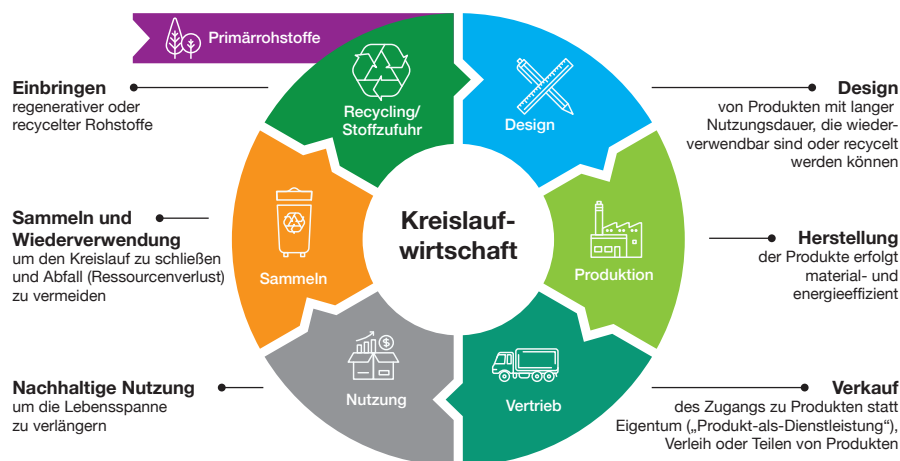 Primärrohstoffe
Einbringen
regenerativer oder
recycelter Rohstoffe
Recycling/
Stoffzufuhr
Design
Design
von Produkten mit langer
Nutzungsdauer, die wieder-
verwendbar sind oder recycelt
werden können
Sammeln und
Wiederverwendung
um den Kreislauf zu schließen
und Abfall (Ressourcenverlust)
zu vermeiden
Sammeln
Kreislauf-
wirtschaft
Produktion
Herstellung
der Produkte erfolgt
material- und
energieeffizient
Nachhaltige Nutzung
um die Lebensspanne
zu verlängern
Nutzung
Vertrieb
Verkauf
des Zugangs zu Produkten statt
Eigentum („Produkt-als-Dienstleistung“),
Verleih oder Teilen von Produkten